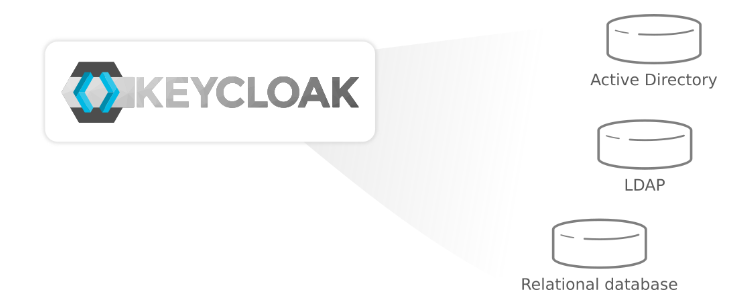 KEYCLOAK
Active Directory
LDAP
Relational database